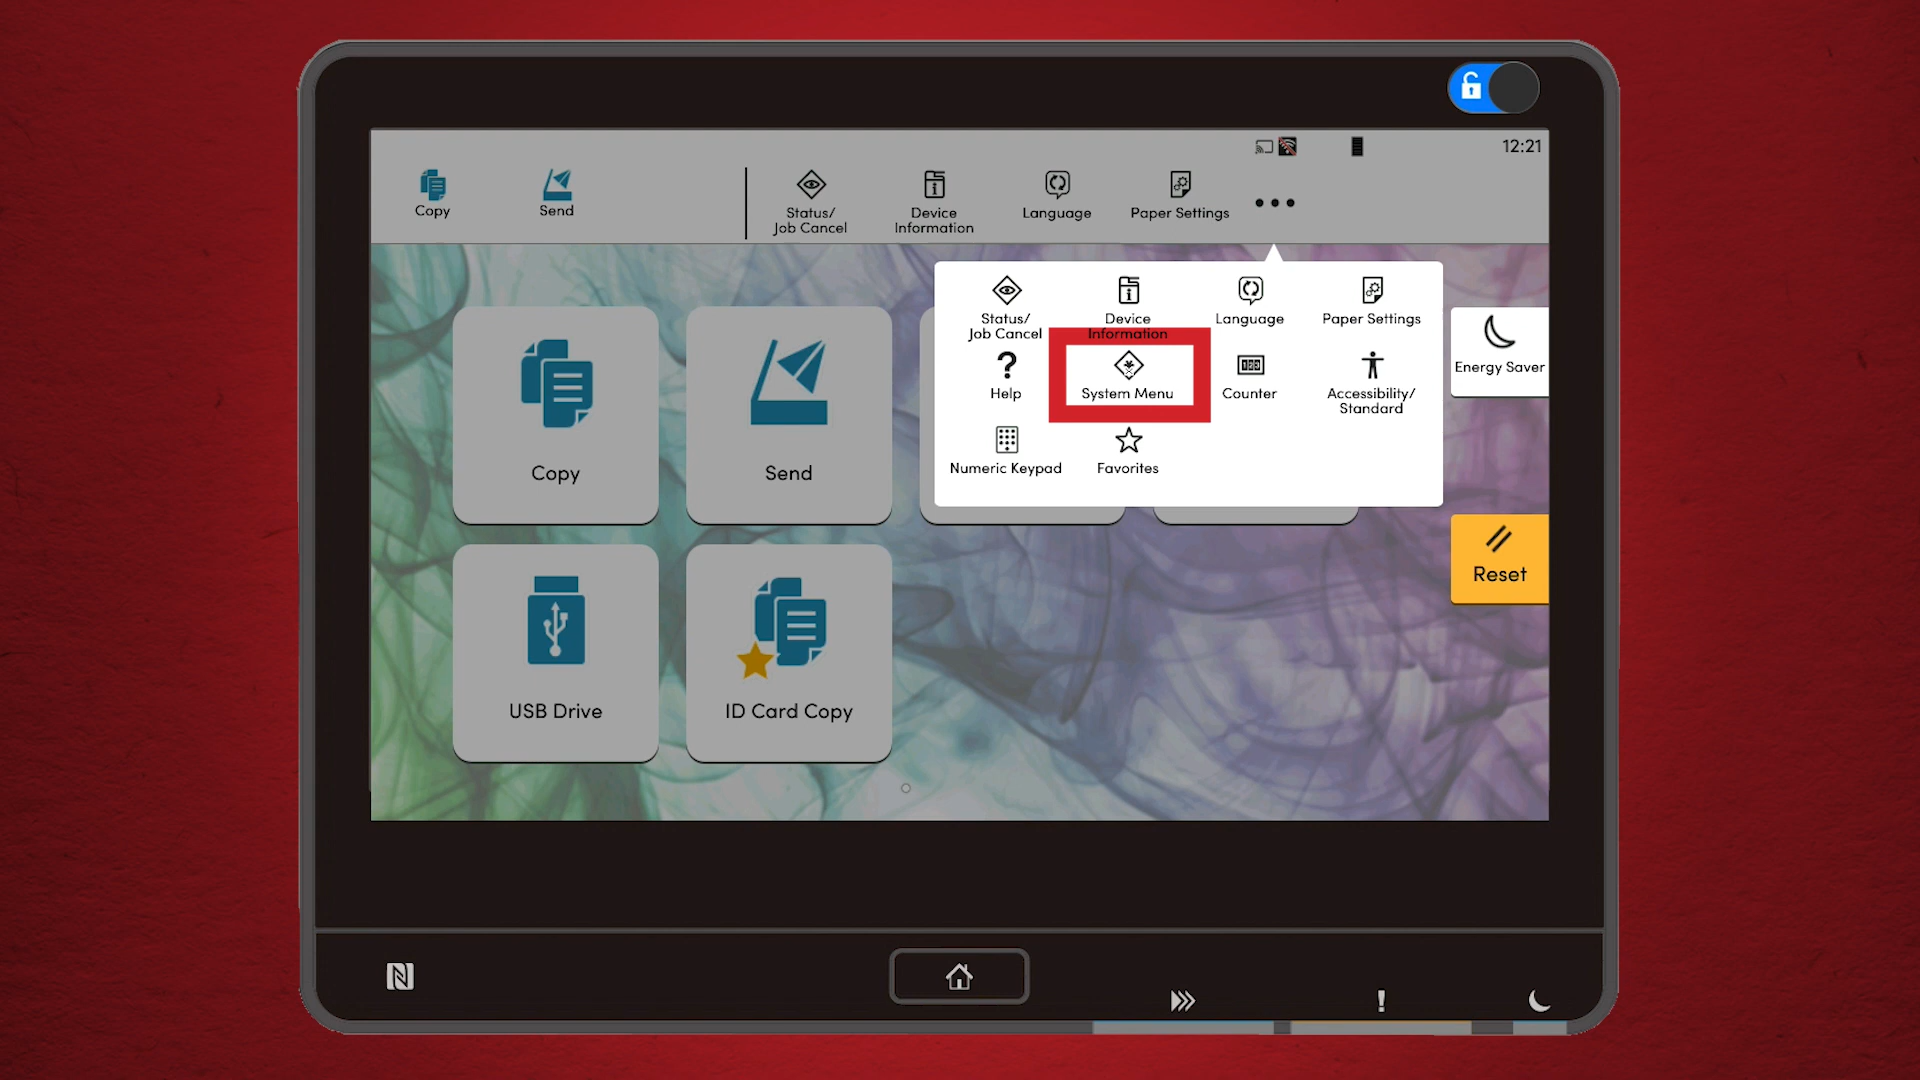 12:21
Copy
Send
Status/
Job Cancel
Device
Information
Language
Paper Settings
Status/
Job Cancel
Device
Information
Language
Paper Settings
Help
System Menu
Counter
Accessibility/
Standard
Numeric Keypad
Favorites
Energy Saver
Copy
Send
Reset
USB Drive
ID Card Copy